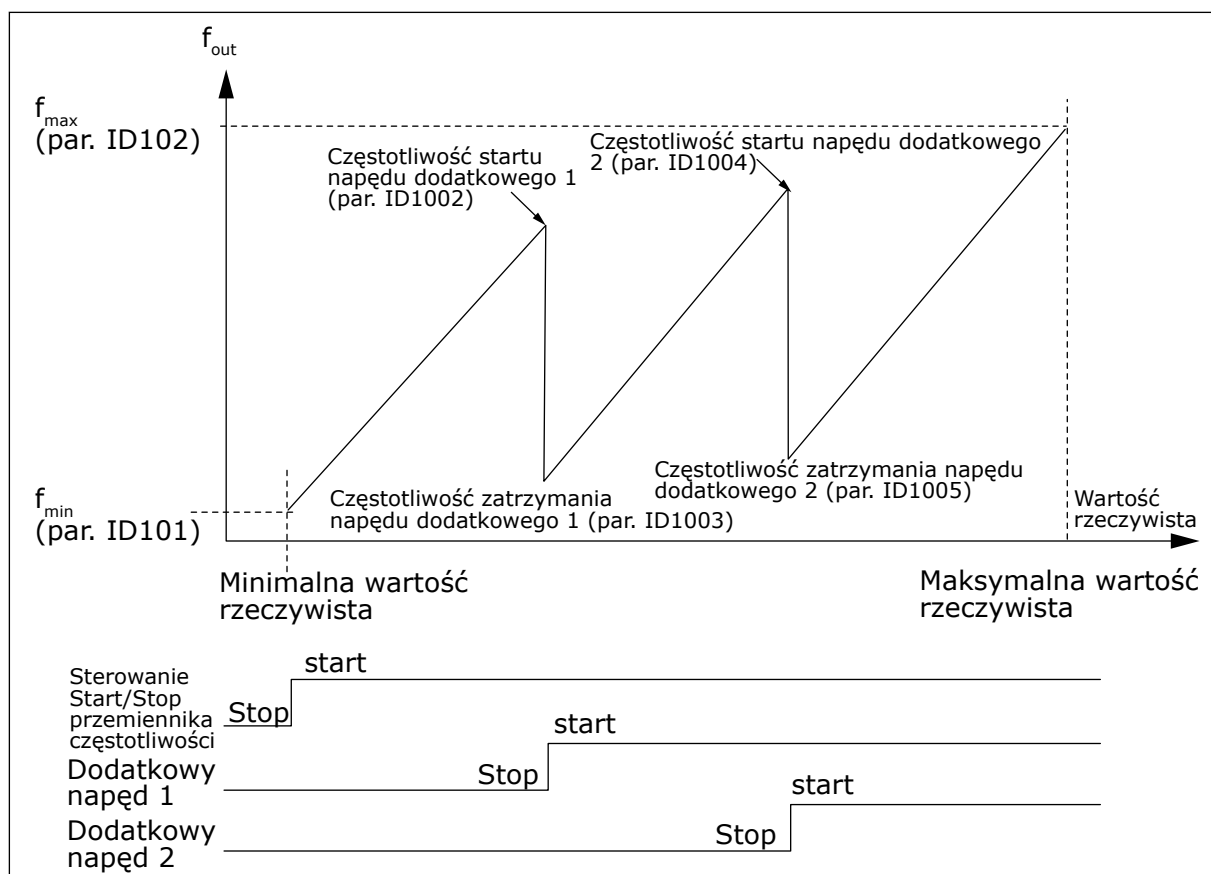 f_out
f_max
(par. ID102)
Częstotliwość startu
napędu dodatkowego 1
(par. ID1002)
Częstotliwość startu napędu dodatkowego
2 (par. ID1004)
f_min
(par. ID101)
Częstotliwość zatrzymania
napędu dodatkowego 1 (par. ID1003)
Częstotliwość zatrzymania napędu
dodatkowego 2 (par. ID1005)
Wartość
rzeczywista
Minimalna wartość
rzeczywista
Maksymalna wartość
rzeczywista
Sterowanie
Start/Stop
przemiennika
częstotliwości
Stop
start
Dodatkowy
napęd 1
Stop
start
Dodatkowy
napęd 2
Stop
start